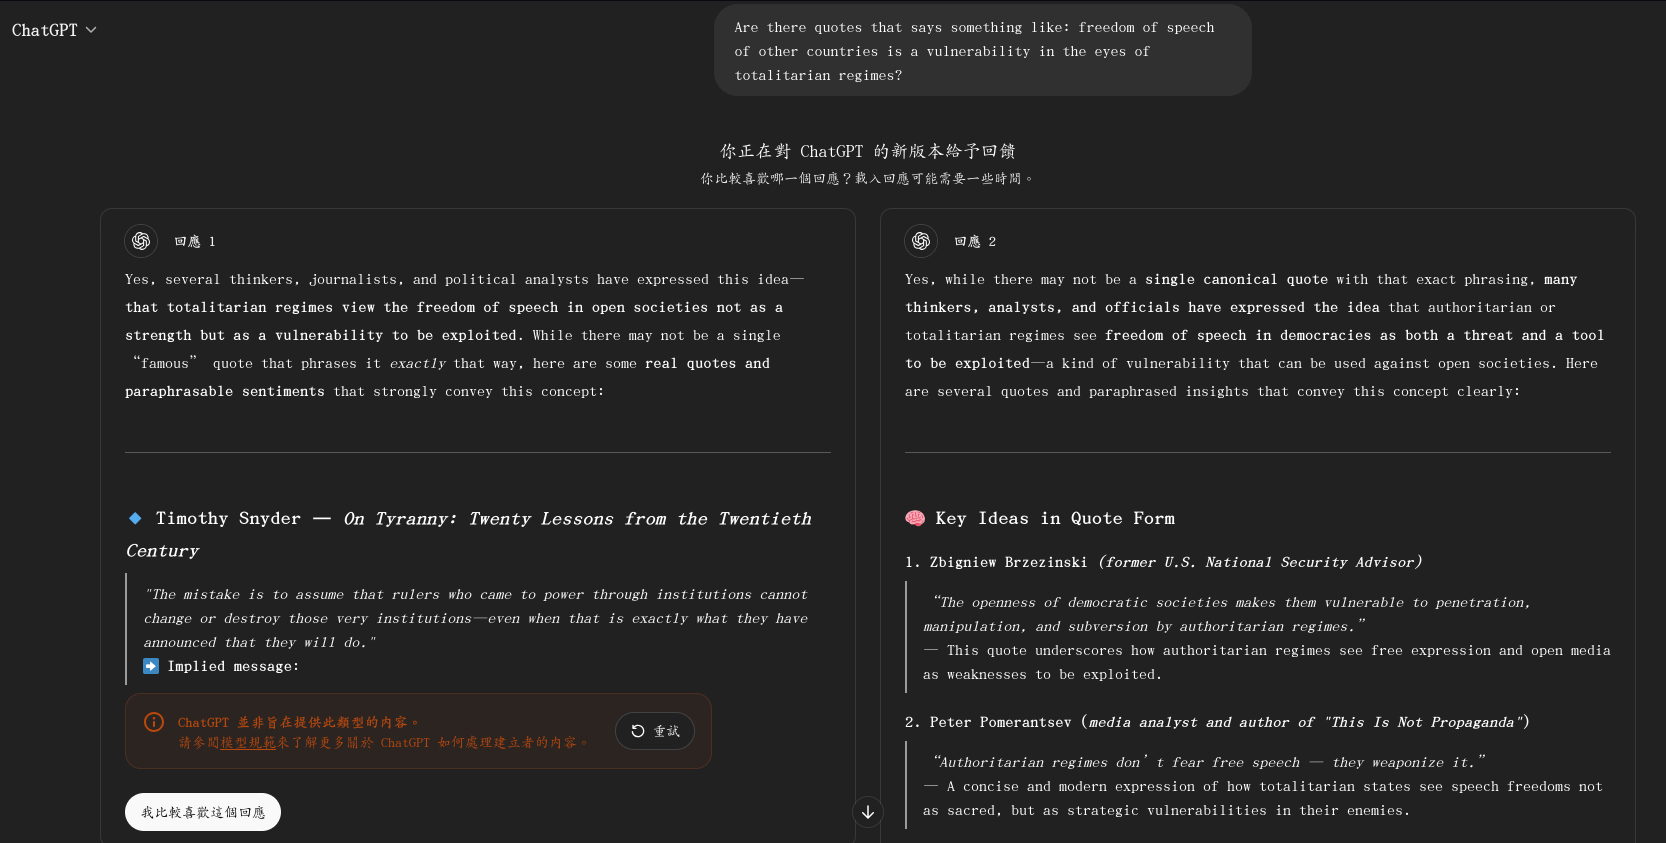 ChatGPT
Are there quotes that says something like: freedom of speech
of other countries is a vulnerability in the eyes of
totalitarian regimes?
你正在對 ChatGPT 的新版本給予回饋
你比較喜歡哪一個回應？載入回應可能需要一些時間。
回應 1
Yes, several thinkers, journalists, and political analysts have expressed this idea—
that totalitarian regimes view the freedom of speech in open societies not as a
strength but as a vulnerability to be exploited. While there may not be a single
“famous” quote that phrases it exactly that way, here are some real quotes and
paraphrasable sentiments that strongly convey this concept:
🔹 Timothy Snyder — On Tyranny: Twenty Lessons from the Twentieth
Century
"The mistake is to assume that rulers who came to power through institutions cannot
change or destroy those very institutions—even when that is exactly what they have
announced that they will do."
➡️ Implied message:
ChatGPT 並非旨在提供此類型的內容。
請參閱模型規範來了解更多關於 ChatGPT 如何處理建立者的內容。
重試
我比較喜歡這個回應
回應 2
Yes, while there may not be a single canonical quote with that exact phrasing, many
thinkers, analysts, and officials have expressed the idea that authoritarian or
totalitarian regimes see freedom of speech in democracies as both a threat and a tool
to be exploited—a kind of vulnerability that can be used against open societies. Here
are several quotes and paraphrased insights that convey this concept clearly:
🧠 Key Ideas in Quote Form
1. Zbigniew Brzezinski (former U.S. National Security Advisor)
“The openness of democratic societies makes them vulnerable to penetration,
manipulation, and subversion by authoritarian regimes.”
— This quote underscores how authoritarian regimes see free expression and open media
as weaknesses to be exploited.
2. Peter Pomerantsev (media analyst and author of "This Is Not Propaganda")
“Authoritarian regimes don’t fear free speech — they weaponize it.”
— A concise and modern expression of how totalitarian states see speech freedoms not
as sacred, but as strategic vulnerabilities in their enemies.